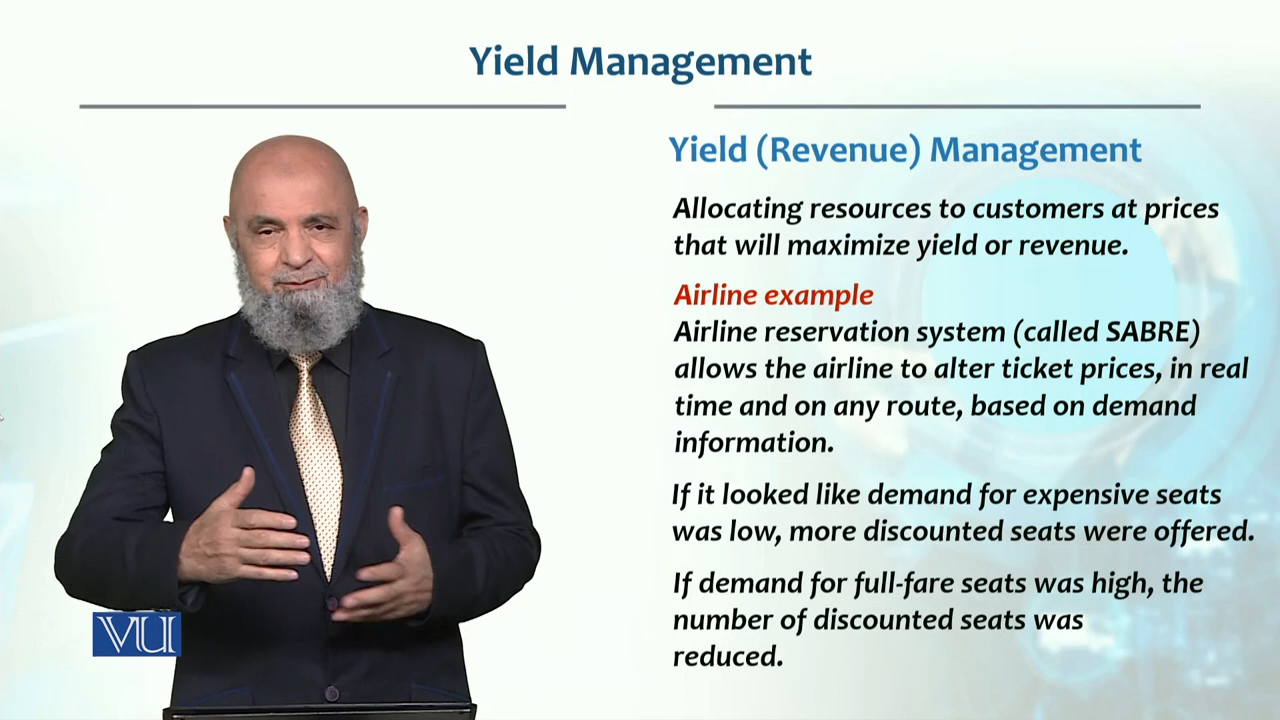 Yield Management
Yield (Revenue) Management
Allocating resources to customers at prices
that will maximize yield or revenue.
Airline example
Airline reservation system (called SABRE)
allows the airline to alter ticket prices, in real
time and on any route, based on demand
information.
If it looked like demand for expensive seats
was low, more discounted seats were offered.
If demand for full-fare seats was high, the
number of discounted seats was
reduced.
VU